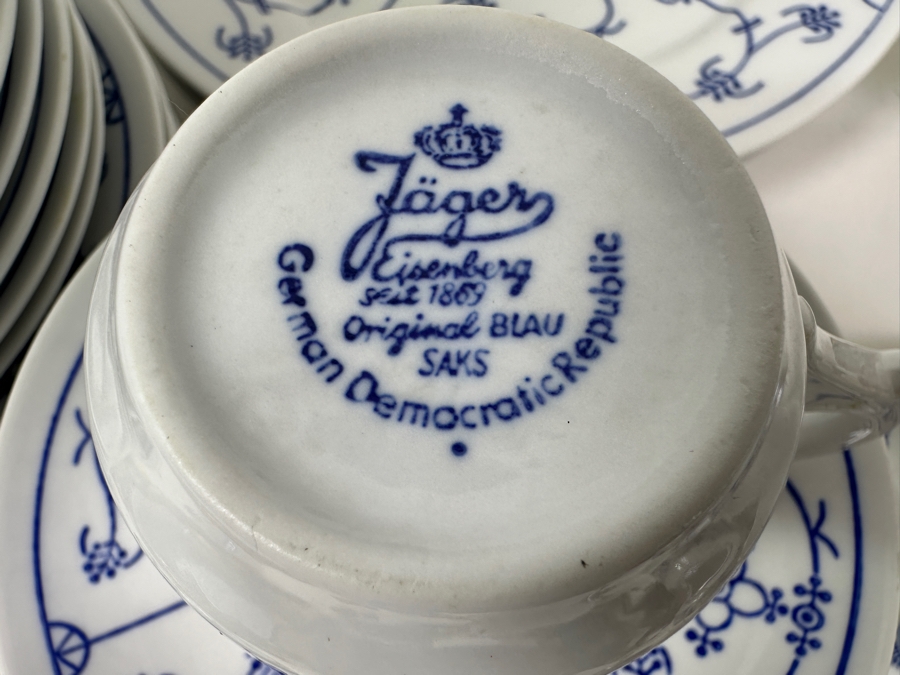 Jäger
Eisenberg
seit 1869
Original BLAU
SAKS
German Democratic Republic